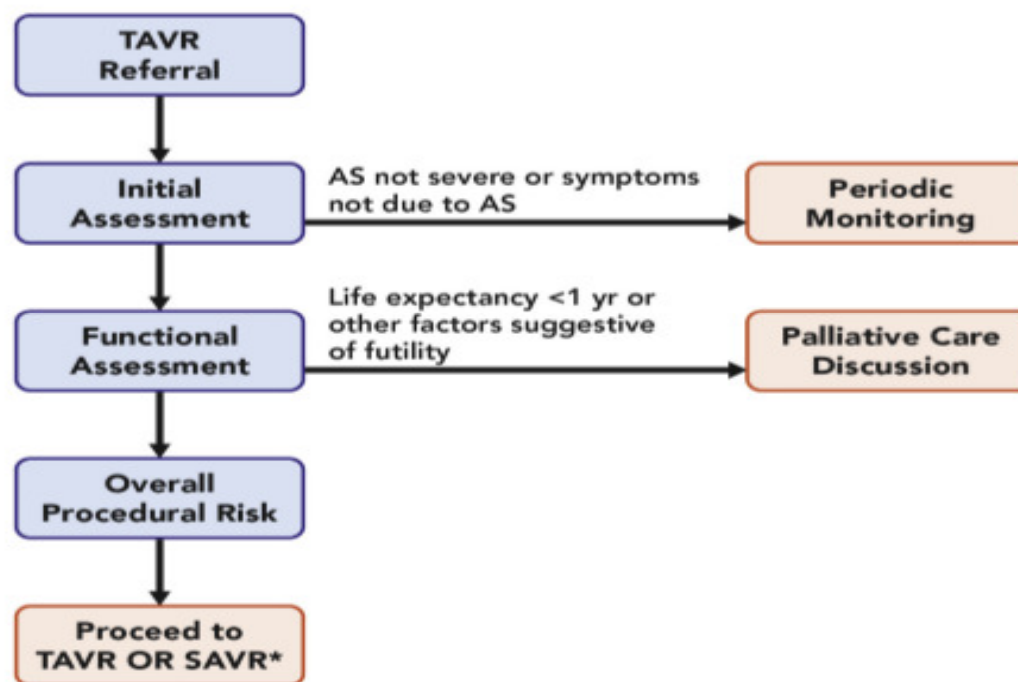 TAVR
Referral
Initial
Assessment
AS not severe or symptoms
not due to AS
Periodic
Monitoring
Functional
Assessment
Life expectancy <1 yr or
other factors suggestive
of futility
Palliative Care
Discussion
Overall
Procedural Risk
Proceed to
TAVR OR SAVR*